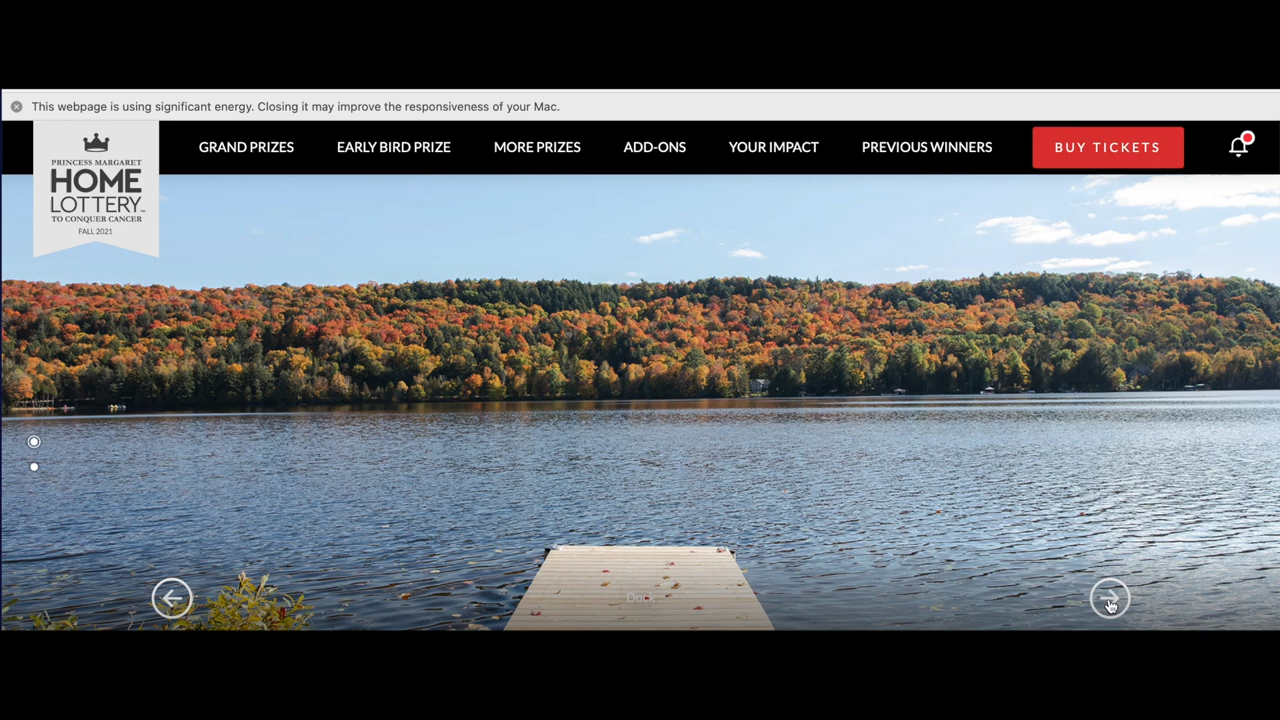 This webpage is using significant energy. Closing it may improve the responsiveness of your Mac.
PRINCESS MARGARET
HOME
LOTTERY™
TO CONQUER CANCER
FALL 2021
GRAND PRIZES
EARLY BIRD PRIZE
MORE PRIZES
ADD-ONS
YOUR IMPACT
PREVIOUS WINNERS
BUY TICKETS
Dock